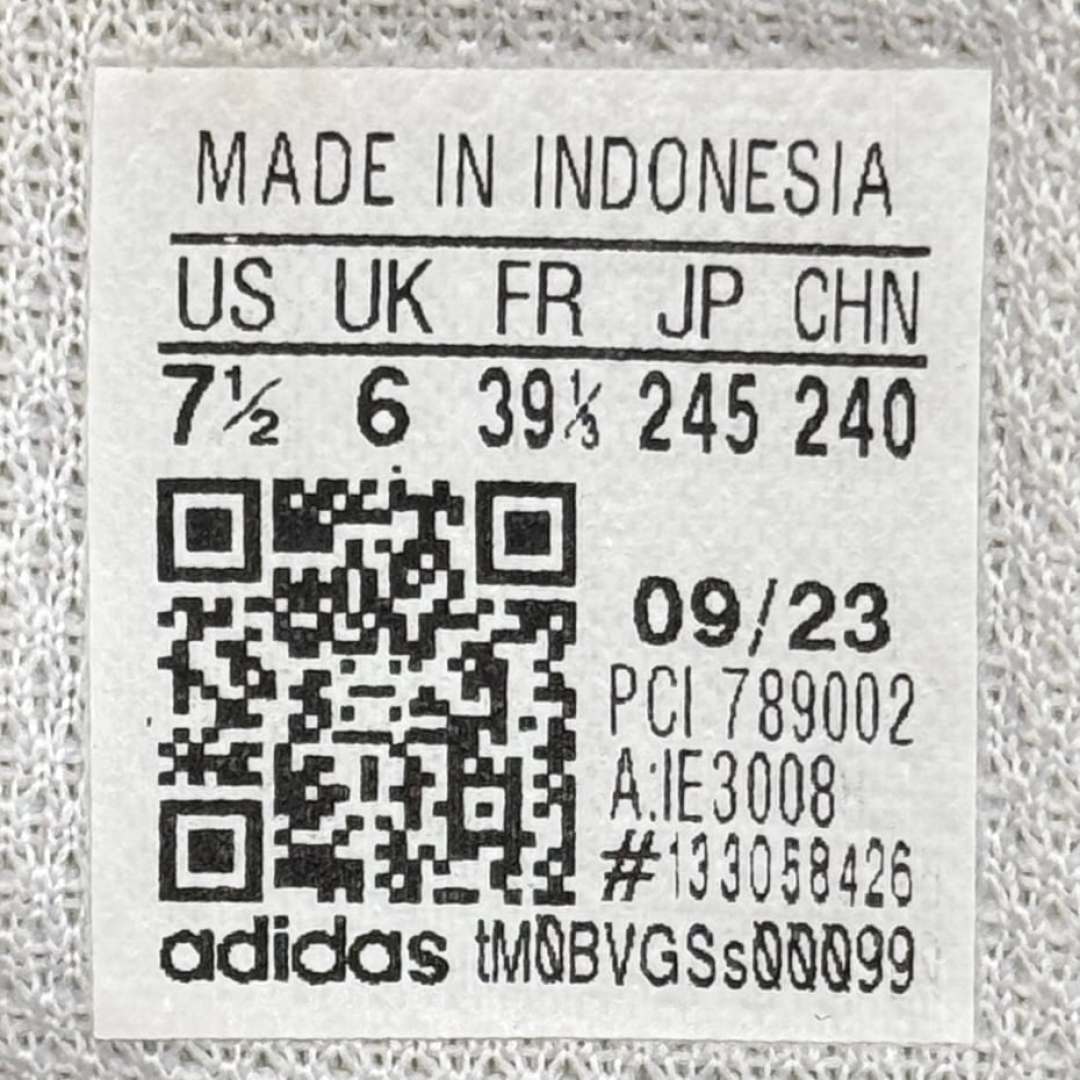 MADE IN INDONESIA
US UK FR JP CHN
7½ 6 39⅓ 245 240
09/23
PCI 789002
A:IE3008
#133058426
adidas tM0BVGSs00099